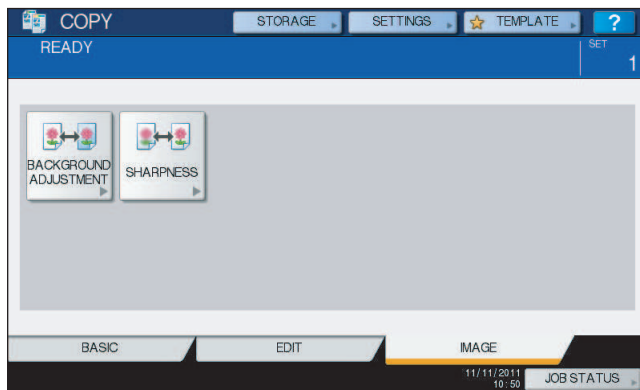 COPY
STORAGE
SETTINGS
TEMPLATE
?
READY
SET
1
BACKGROUND
ADJUSTMENT
SHARPNESS
BASIC
EDIT
IMAGE
11/11/2011
10:50
JOB STATUS